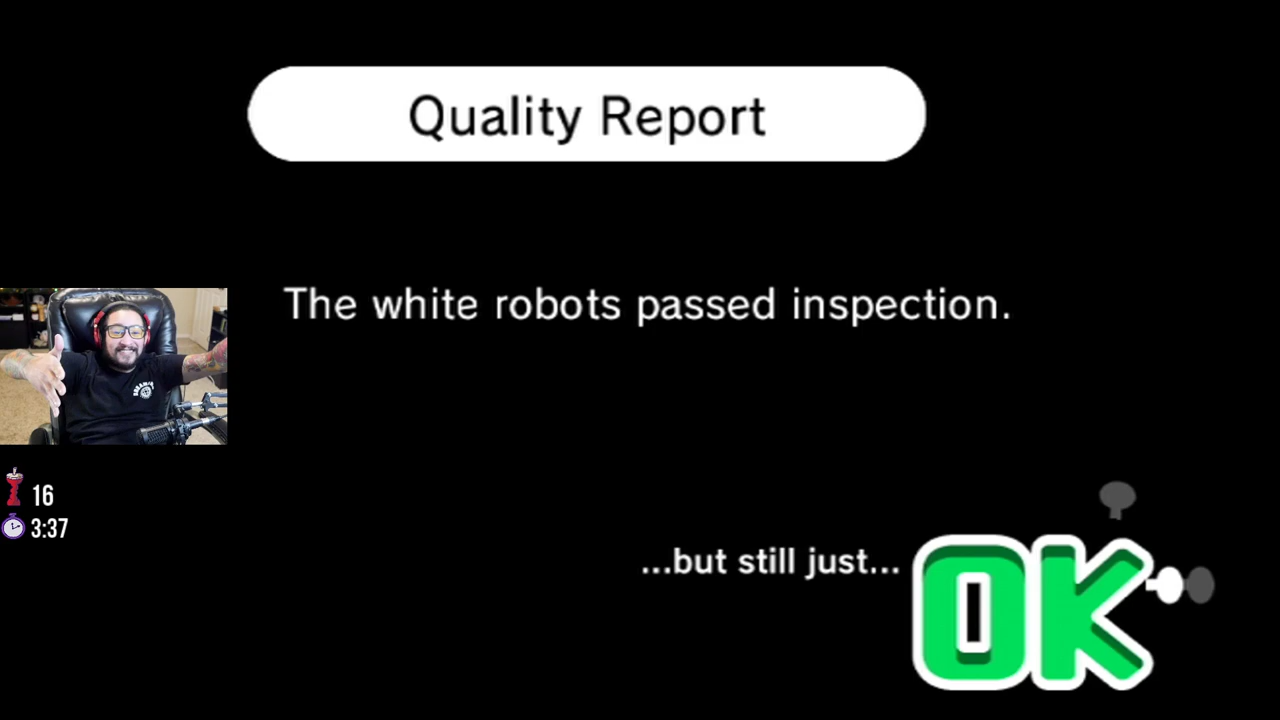 Quality Report
The white robots passed inspection.
16
3:37
...but still just...
OK